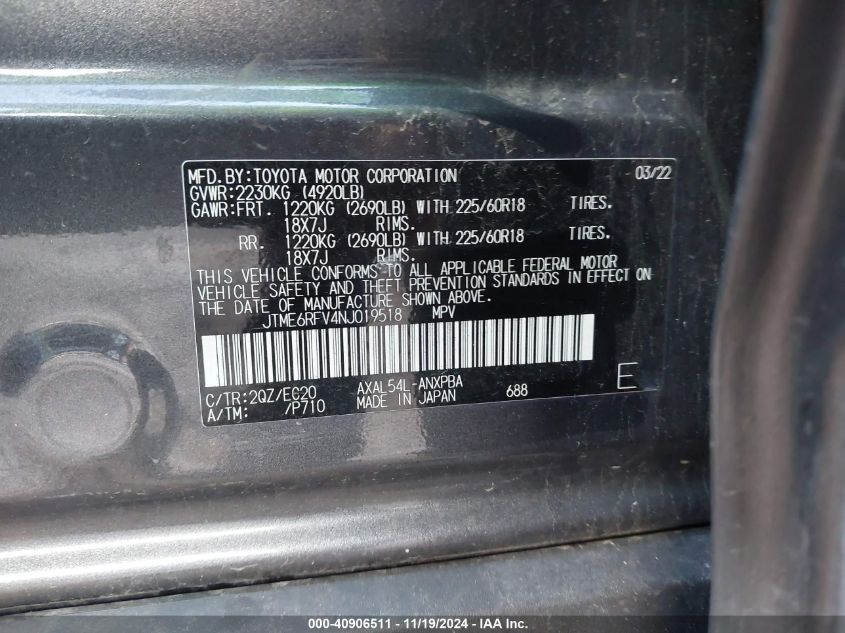 MFD.BY:TOYOTA MOTOR CORPORATION 03/22
GVWR:2230KG (4920LB)
GAWR:FRT. 1220KG (2690LB) WITH 225/60R18 TIRES.
18X7J RIMS.
RR. 1220KG (2690LB) WITH 225/60R18 TIRES.
18X7J RIMS.
THIS VEHICLE CONFORMS TO ALL APPLICABLE FEDERAL MOTOR
VEHICLE SAFETY AND THEFT PREVENTION STANDARDS IN EFFECT ON
THE DATE OF MANUFACTURE SHOWN ABOVE.
JTME6RFV4NJ019518 MPV
C/TR:2QZ/EC20 AXAL54L-ANXPBA
A/TM: /P710 MADE IN JAPAN 688 E
000-40906511 - 11/19/2024 - IAA, Inc.